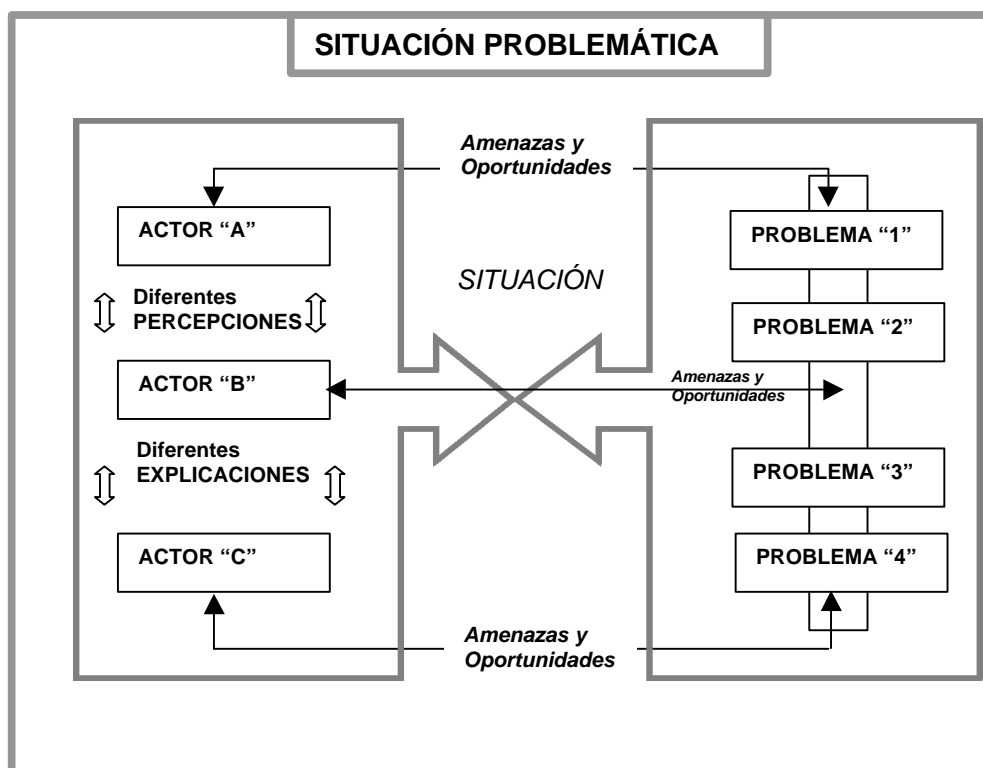 SITUACIÓN PROBLEMÁTICA
Amenazas y
Oportunidades
ACTOR “A”
PROBLEMA “1”
Diferentes
PERCEPCIONES
SITUACIÓN
PROBLEMA “2”
ACTOR “B”
Amenazas y
Oportunidades
Diferentes
EXPLICACIONES
PROBLEMA “3”
ACTOR “C”
PROBLEMA “4”
Amenazas y
Oportunidades